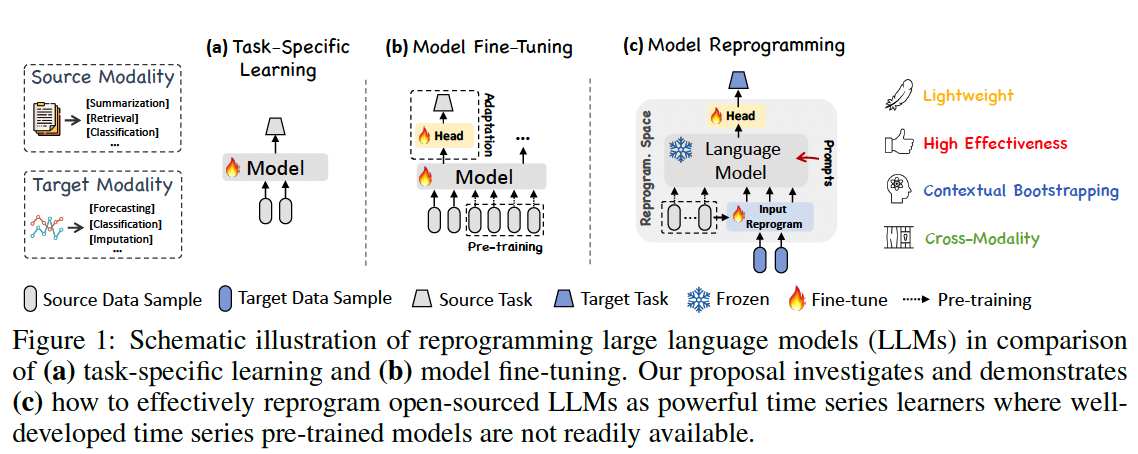 (a) Task-Specific
Learning
(b) Model Fine-Tuning
(c) Model Reprogramming
Source Modality
[Summarization]
[Retrieval]
[Classification]
...
Target Modality
[Forecasting]
[Classification]
[Imputation]
...
Model
Head
Adaptation
...
Model
Pre-training
Reprogram. Space
Head
Language
Model
Prompts
...
Input
Reprogram
Lightweight
High Effectiveness
Contextual Bootstrapping
Cross-Modality
Source Data Sample
Target Data Sample
Source Task
Target Task
Frozen
Fine-tune
Pre-training
Figure 1: Schematic illustration of reprogramming large language models (LLMs) in comparison
of (a) task-specific learning and (b) model fine-tuning. Our proposal investigates and demonstrates
(c) how to effectively reprogram open-sourced LLMs as powerful time series learners where well-
developed time series pre-trained models are not readily available.